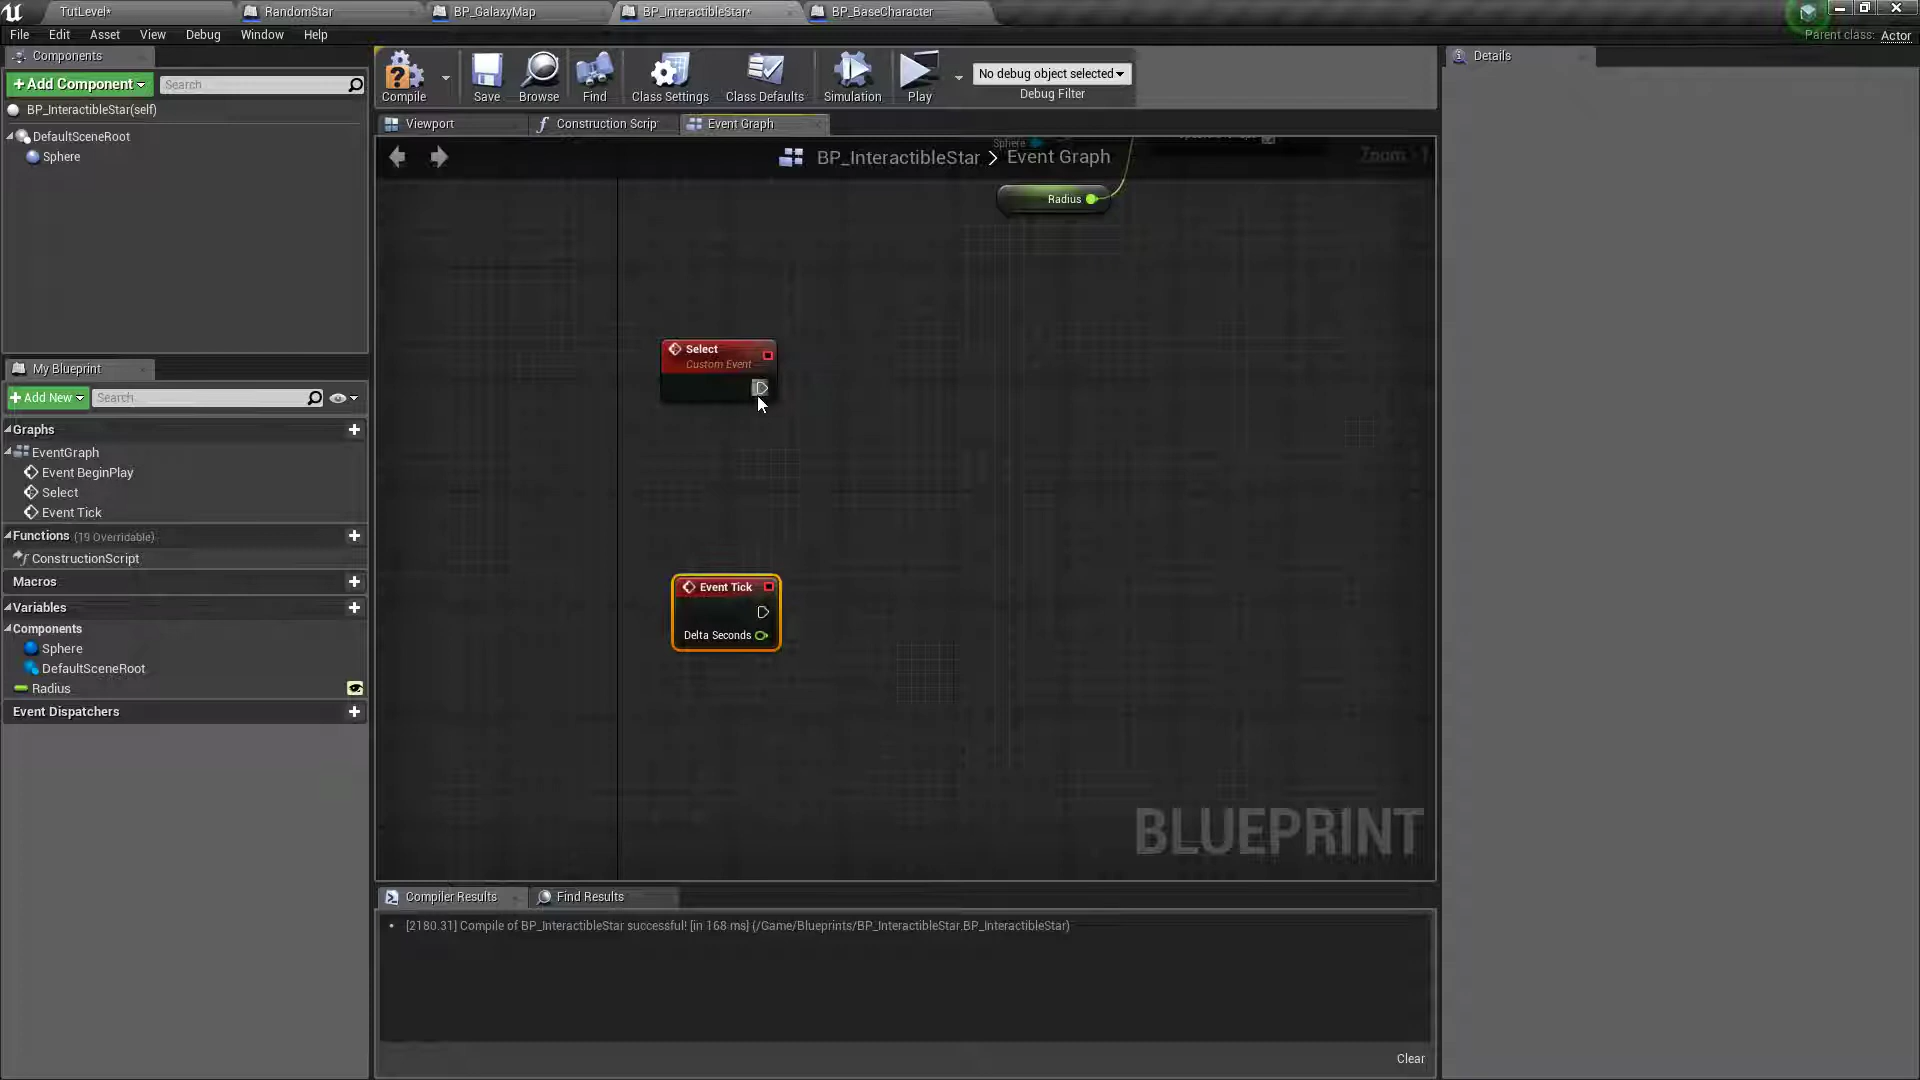 TutLevel*
RandomStar
BP_GalaxyMap
BP_InteractibleStar*
BP_BaseCharacter
File Edit Asset View Debug Window Help
Parent class: Actor
Components
+ Add Component
Search
BP_InteractibleStar(self)
DefaultSceneRoot
Sphere
Compile
Save
Browse
Find
Class Settings
Class Defaults
Simulation
Play
No debug object selected
Debug Filter
Details
Viewport
Construction Scrip
Event Graph
BP_InteractibleStar > Event Graph
Sphere
Zoom -1
Radius
Select
Custom Event
Event Tick
Delta Seconds
BLUEPRINT
My Blueprint
+ Add New
Search
Graphs
EventGraph
Event BeginPlay
Select
Event Tick
Functions (19 Overridable)
ConstructionScript
Macros
Variables
Components
Sphere
DefaultSceneRoot
Radius
Event Dispatchers
Compiler Results
Find Results
[2180.31] Compile of BP_InteractibleStar successful! [in 168 ms] (/Game/Blueprints/BP_InteractibleStar.BP_InteractibleStar)
Clear